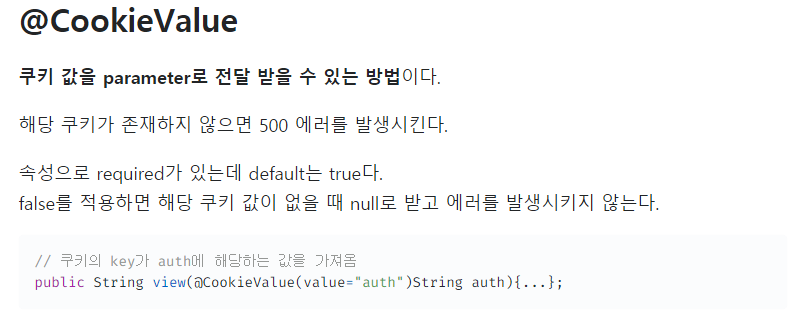 @CookieValue
쿠키 값을 parameter로 전달 받을 수 있는 방법이다.
해당 쿠키가 존재하지 않으면 500 에러를 발생시킨다.
속성으로 required가 있는데 default는 true다.
false를 적용하면 해당 쿠키 값이 없을 때 null로 받고 에러를 발생시키지 않는다.
// 쿠키의 key가 auth에 해당하는 값을 가져옴
public String view(@CookieValue(value="auth")String auth){...};